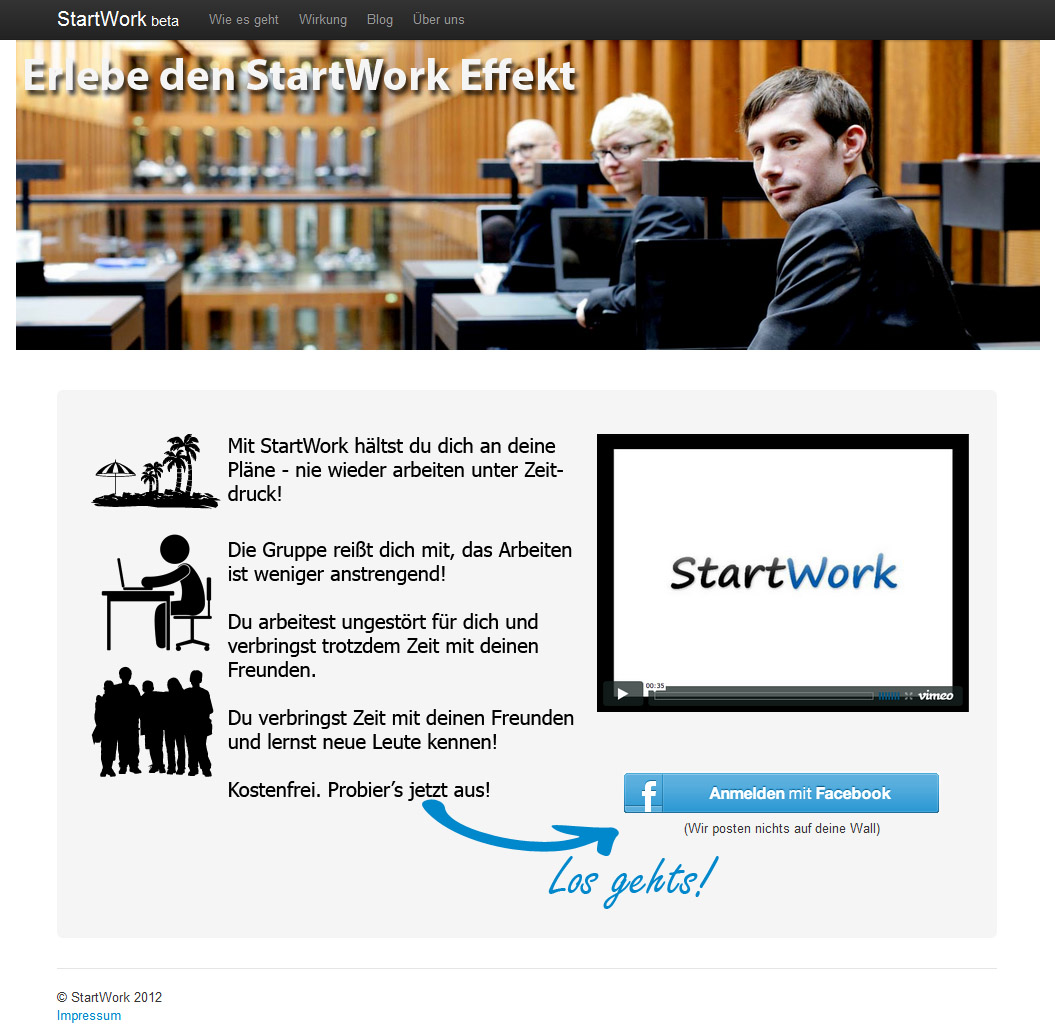 StartWork beta Wie es geht Wirkung Blog Über uns
Erlebe den StartWork Effekt
Mit StartWork hältst du dich an deine
Pläne - nie wieder arbeiten unter Zeit-
druck!
Die Gruppe reißt dich mit, das Arbeiten
ist weniger anstrengend!
Du arbeitest ungestört für dich und
verbringst trotzdem Zeit mit deinen
Freunden.
Du verbringst Zeit mit deinen Freunden
und lernst neue Leute kennen!
Kostenfrei. Probier’s jetzt aus!
StartWork
00:35
vimeo
f Anmelden mit Facebook
(Wir posten nichts auf deine Wall)
Los gehts!
© StartWork 2012
Impressum